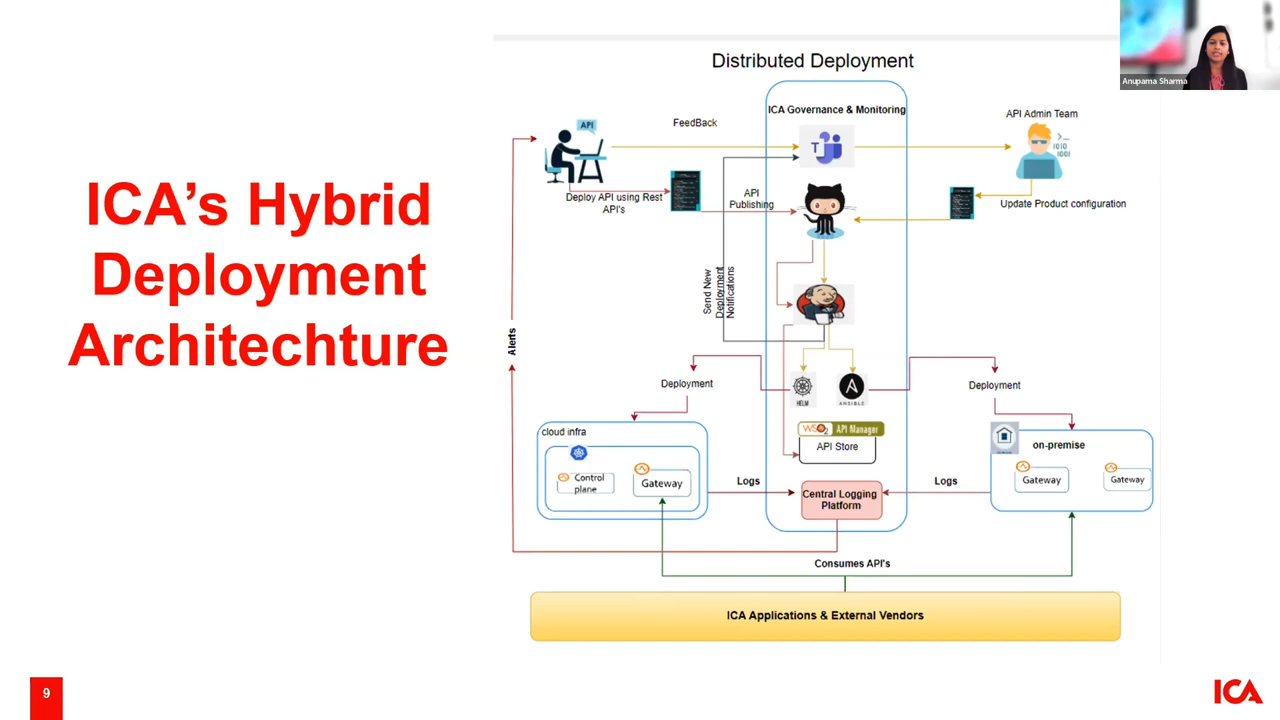 ICA's Hybrid
Deployment
Architechture
Distributed Deployment
Anupama Sharma
ICA Governance & Monitoring
API
FeedBack
API Admin Team
Deploy API using Rest
API's
API
Publishing
Update Product configuration
Send New
Deployment
Notifications
Alerts
Deployment
HELM
ANSIBLE
Deployment
WSO2 API Manager
API Store
cloud infra
Control
plane
Gateway
on-premise
Gateway
Gateway
Logs
Central Logging
Platform
Logs
Consumes API's
ICA Applications & External Vendors
9
ICA